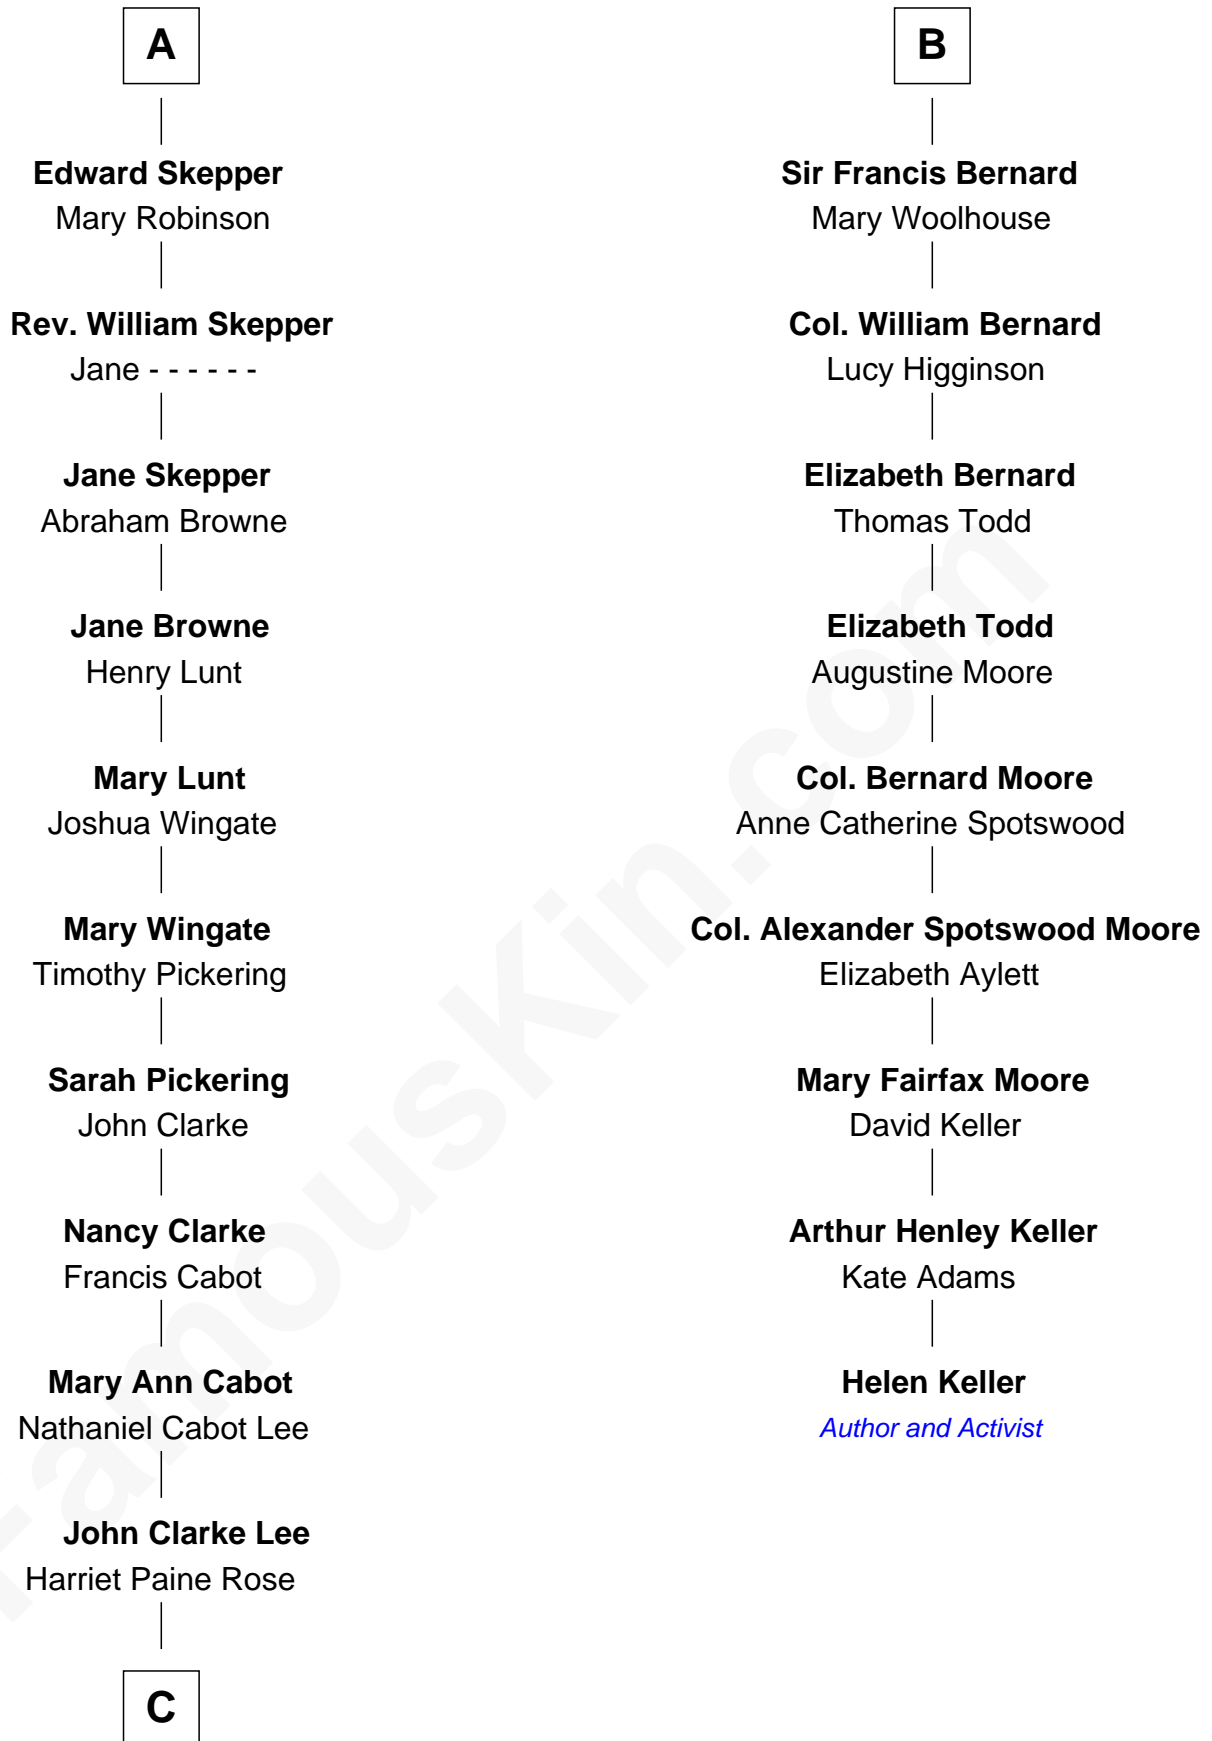 A
Edward Skepper
Mary Robinson
Rev. William Skepper
Jane - - - - - -
Jane Skepper
Abraham Browne
Jane Browne
Henry Lunt
Mary Lunt
Joshua Wingate
Mary Wingate
Timothy Pickering
Sarah Pickering
John Clarke
Nancy Clarke
Francis Cabot
Mary Ann Cabot
Nathaniel Cabot Lee
John Clarke Lee
Harriet Paine Rose
C
B
Sir Francis Bernard
Mary Woolhouse
Col. William Bernard
Lucy Higginson
Elizabeth Bernard
Thomas Todd
Elizabeth Todd
Augustine Moore
Col. Bernard Moore
Anne Catherine Spotswood
Col. Alexander Spotswood Moore
Elizabeth Aylett
Mary Fairfax Moore
David Keller
Arthur Henley Keller
Kate Adams
Helen Keller
Author and Activist
FamousKin.com